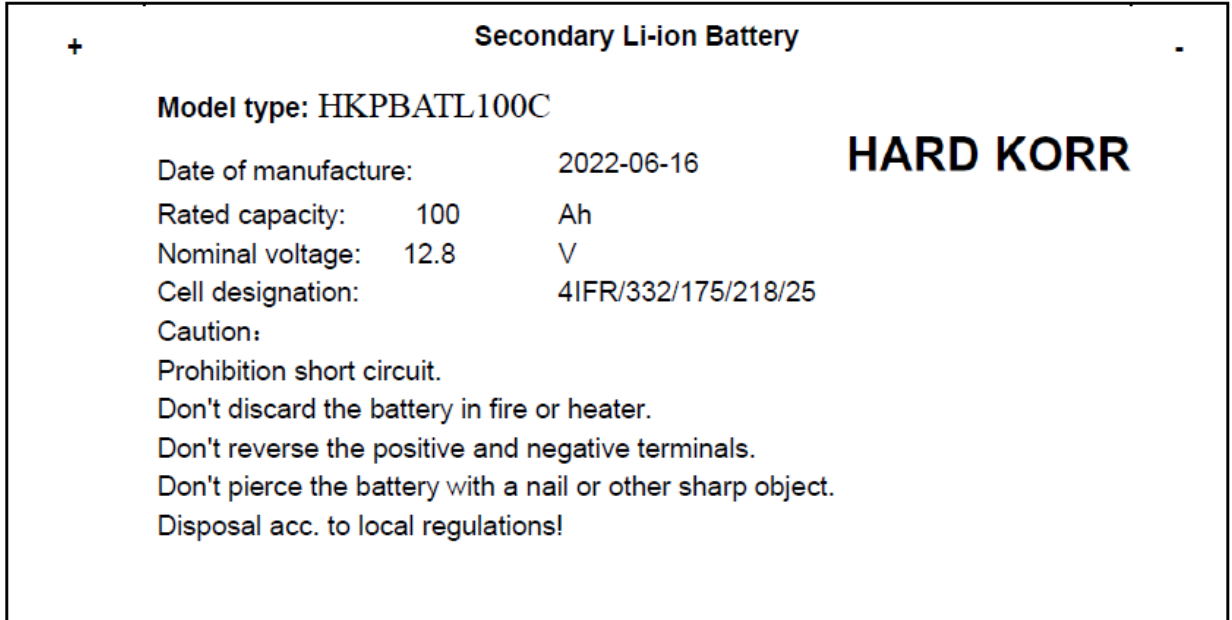 + Secondary Li-ion Battery -
Model type: HKPBATL100C
HARD KORR
Date of manufacture: 2022-06-16
Rated capacity: 100 Ah
Nominal voltage: 12.8 V
Cell designation: 4IFR/332/175/218/25
Caution：
Prohibition short circuit.
Don't discard the battery in fire or heater.
Don't reverse the positive and negative terminals.
Don't pierce the battery with a nail or other sharp object.
Disposal acc. to local regulations!